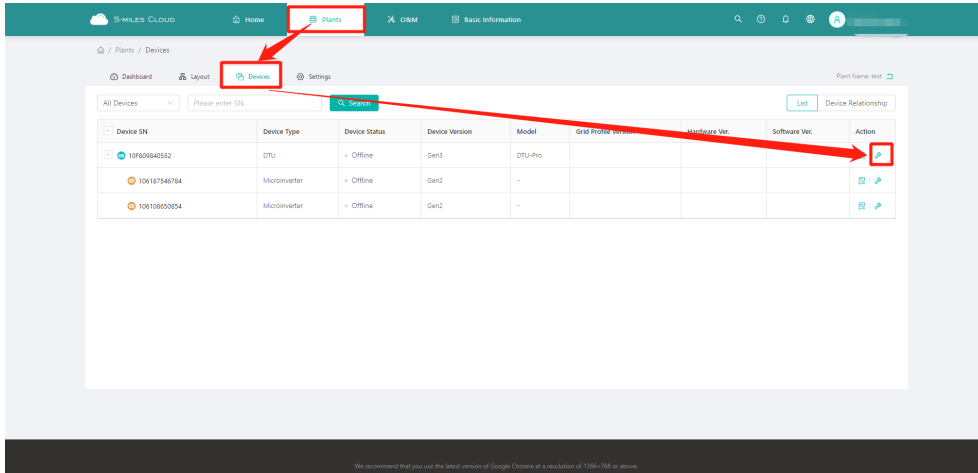 S-MILES CLOUD Home Plants O&M Basic Information
/ Plants / Devices
Dashboard Layout Devices Settings Plant Name: text
All Devices Please enter SN. Search List Device Relationship
Device SN Device Type Device Status Device Version Model Grid Profile Version Hardware Ver. Software Ver. Action
10F809840552 DTU Offline Gen3 DTU-Pro
106187546784 Microinverter Offline Gen2 -
106108650854 Microinverter Offline Gen2 -
We recommend that you use the latest version of Google Chrome at a resolution of 1366×768 or above.